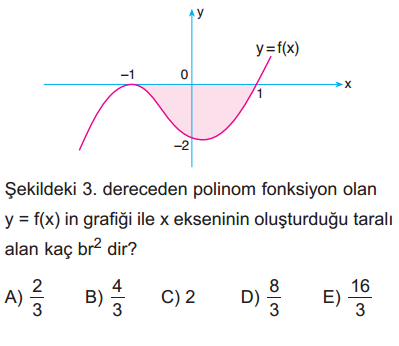 y
y=f(x)
–1
0
x
1
–2
Şekildeki 3. dereceden polinom fonksiyon olan
y = f(x) in grafiği ile x ekseninin oluşturduğu taralı
alan kaç br² dir?
A) 2/3 B) 4/3 C) 2 D) 8/3 E) 16/3